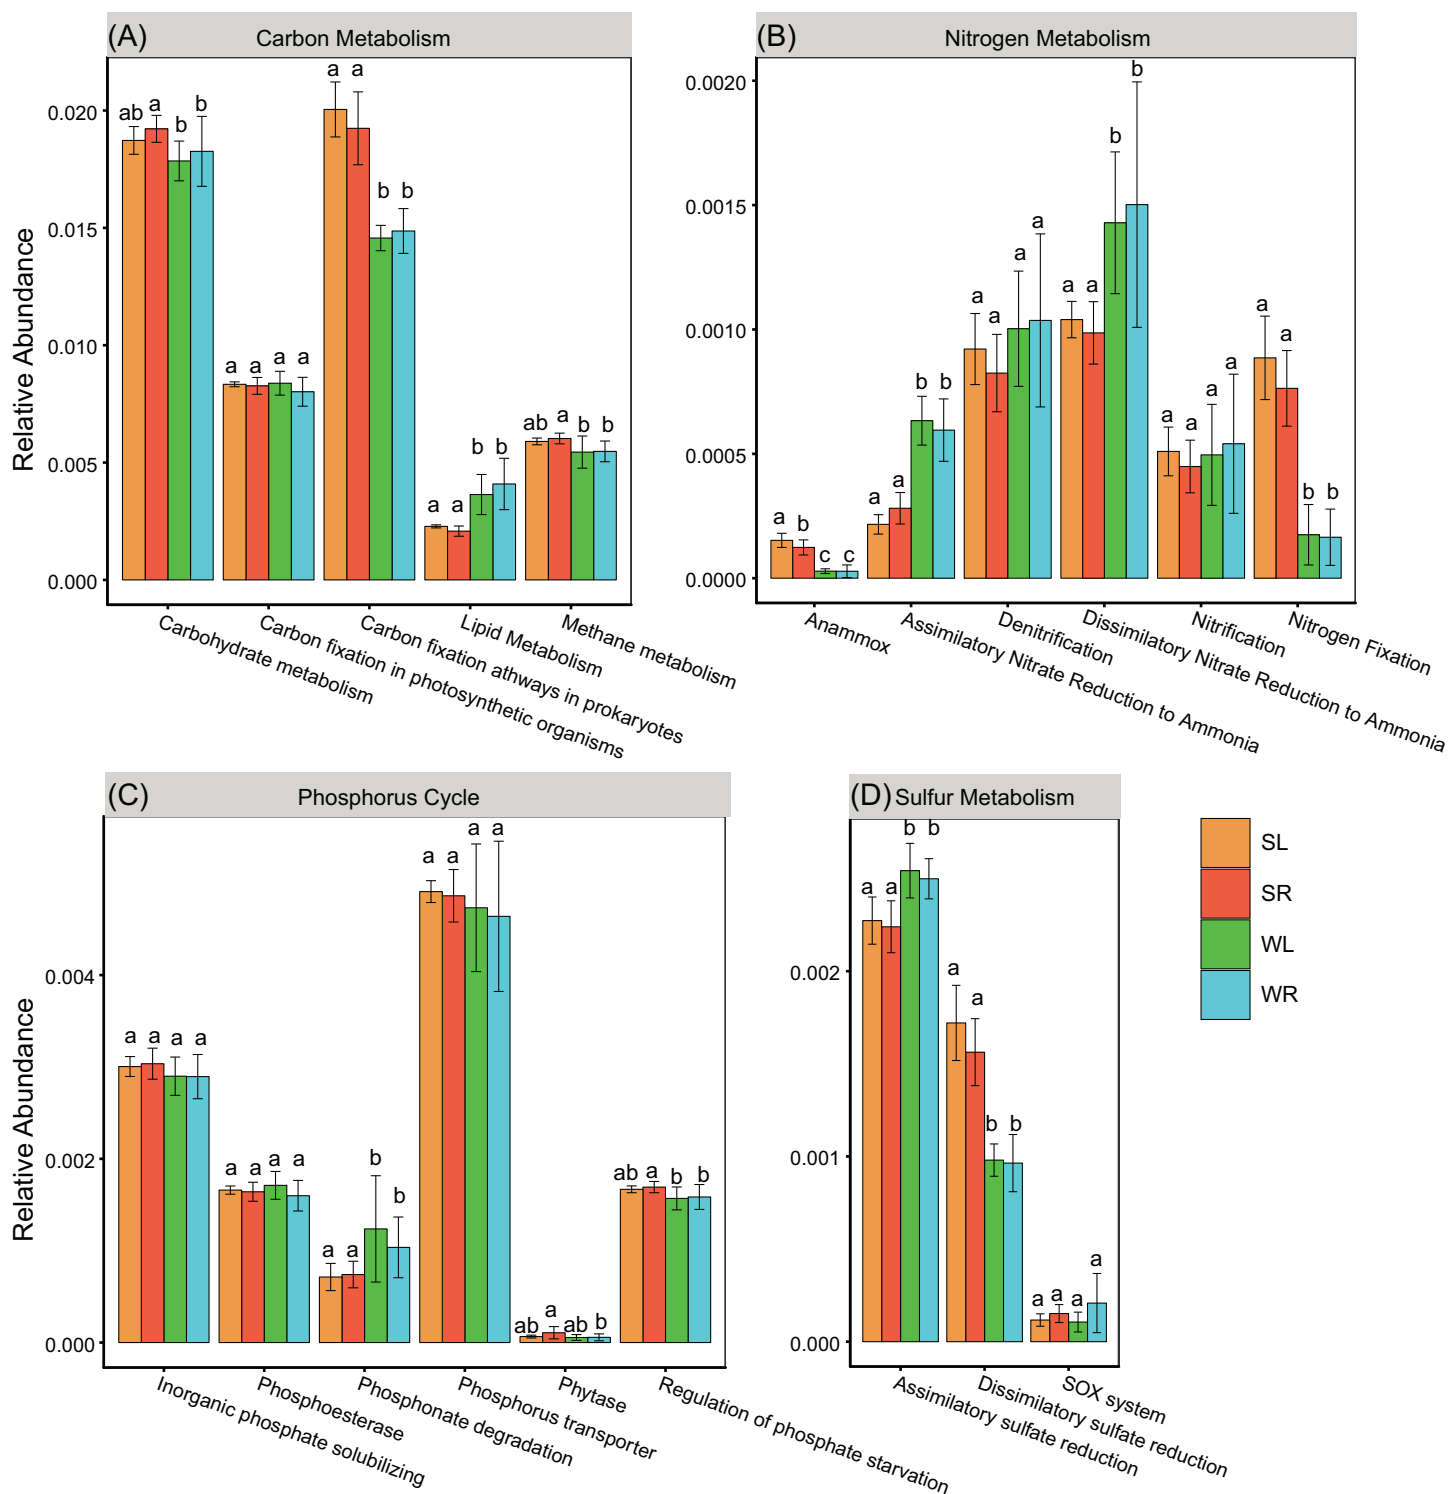 (A) Carbon Metabolism
Relative Abundance
0.020
0.015
0.010
0.005
0.000
ab a b b
a a a a
a a b b
a a b b
ab a b b
Carbohydrate metabolism
Carbon fixation in photosynthetic organisms
Carbon fixation athways in prokaryotes
Lipid Metabolism
Methane metabolism
(B) Nitrogen Metabolism
0.0020
0.0015
0.0010
0.0005
0.0000
a b c c
a a b b
a a a a
a a b b
a a a a
a a b b
Anammox
Assimilatory Nitrate Reduction to Ammonia
Denitrification
Dissimilatory Nitrate Reduction to Ammonia
Nitrification
Nitrogen Fixation
(C) Phosphorus Cycle
Relative Abundance
0.004
0.002
0.000
a a a a
a a a a
a a b b
a a a a
ab a ab b
ab a b b
Inorganic phosphate solubilizing
Phosphoesterase
Phosphonate degradation
Phosphorus transporter
Phytase
Regulation of phosphate starvation
(D) Sulfur Metabolism
0.002
0.001
0.000
a a b b
a a b b
a a a a
Assimilatory sulfate reduction
Dissimilatory sulfate reduction
SOX system
SL
SR
WL
WR